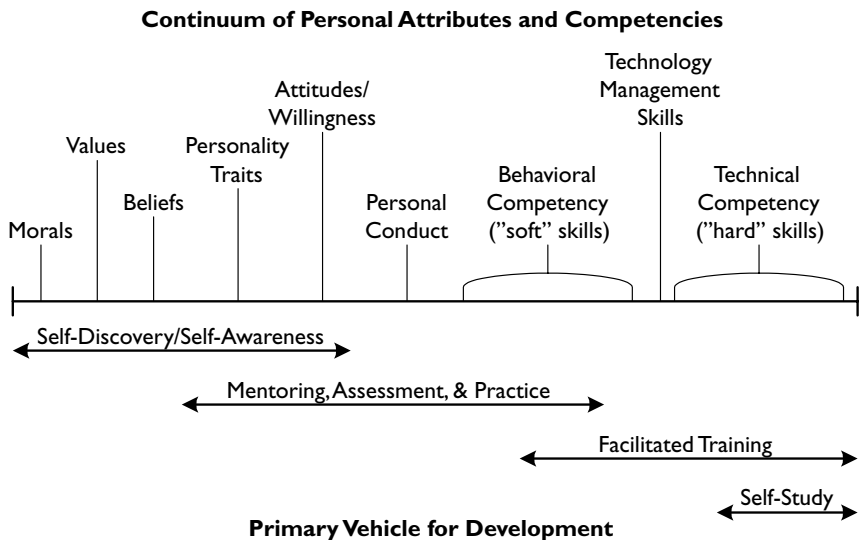 Continuum of Personal Attributes and Competencies
Morals
Values
Beliefs
Personality
Traits
Attitudes/
Willingness
Personal
Conduct
Behavioral
Competency
(”soft” skills)
Technology
Management
Skills
Technical
Competency
(”hard” skills)
Self-Discovery/Self-Awareness
Mentoring, Assessment, & Practice
Facilitated Training
Self-Study
Primary Vehicle for Development